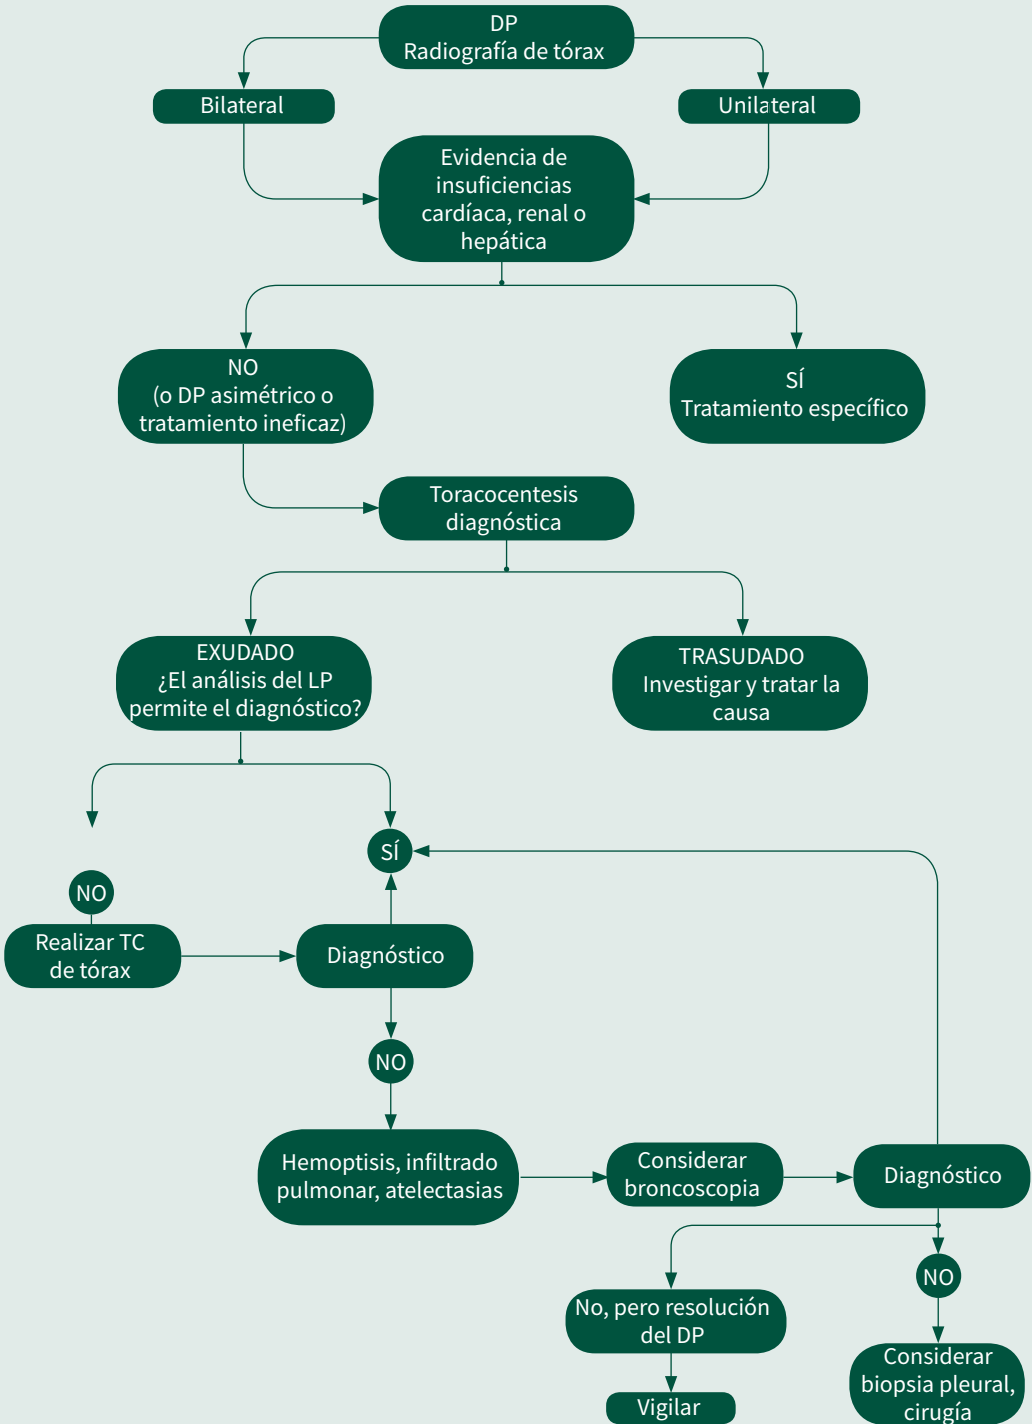 DP
Radiografía de tórax
Bilateral
Unilateral
Evidencia de
insuficiencias
cardíaca, renal o
hepática
NO
(o DP asimétrico o
tratamiento ineficaz)
SÍ
Tratamiento específico
Toracocentesis
diagnóstica
EXUDADO
¿El análisis del LP
permite el diagnóstico?
TRASUDADO
Investigar y tratar la
causa
SÍ
NO
Realizar TC
de tórax
Diagnóstico
NO
Hemoptisis, infiltrado
pulmonar, atelectasias
Considerar
broncoscopia
Diagnóstico
NO
No, pero resolución
del DP
Vigilar
Considerar
biopsia pleural,
cirugía